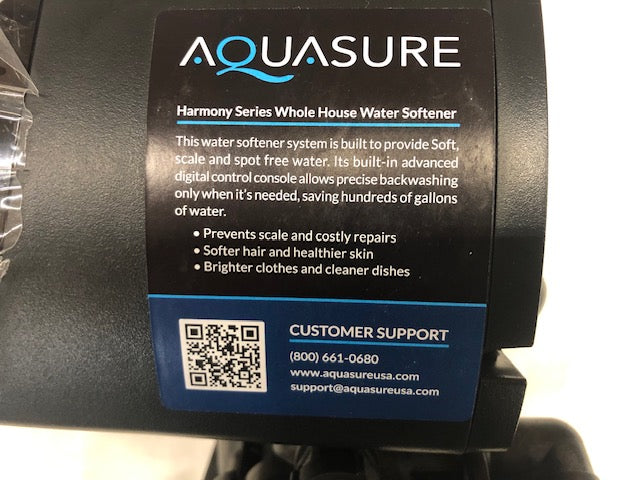 AQUASURE
Harmony Series Whole House Water Softener
This water softener system is built to provide Soft,
scale and spot free water. Its built-in advanced
digital control console allows precise backwashing
only when it's needed, saving hundreds of gallons
of water.
• Prevents scale and costly repairs
• Softer hair and healthier skin
• Brighter clothes and cleaner dishes
CUSTOMER SUPPORT
(800) 661-0680
www.aquasureusa.com
support@aquasureusa.com